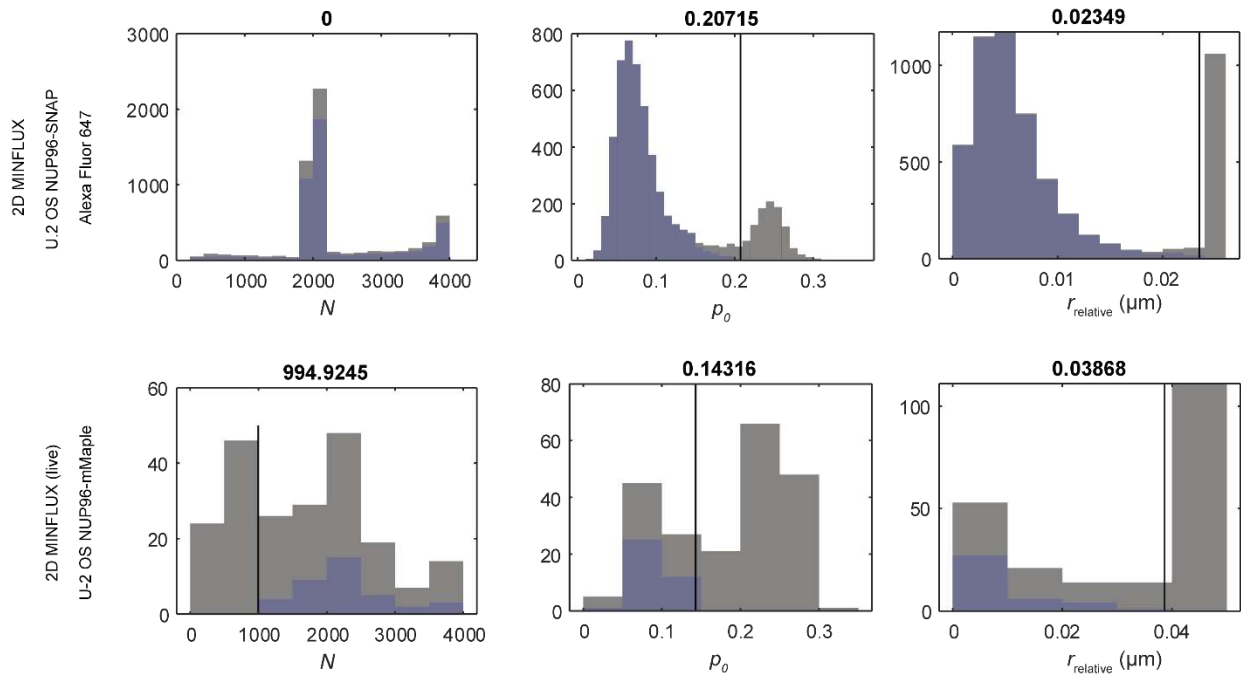 2D MINFLUX
U.2 OS NUP96-SNAP
Alexa Fluor 647
0
3000
2000
1000
0
0 1000 2000 3000 4000
N
0.20715
800
600
400
200
0
0 0.1 0.2 0.3
p0
0.02349
1000
500
0
0 0.01 0.02
rrelative (µm)
2D MINFLUX (live)
U-2 OS NUP96-mMaple
994.9245
60
40
20
0
0 1000 2000 3000 4000
N
0.14316
80
60
40
20
0
0 0.1 0.2 0.3
p0
0.03868
100
50
0
0 0.02 0.04
rrelative (µm)